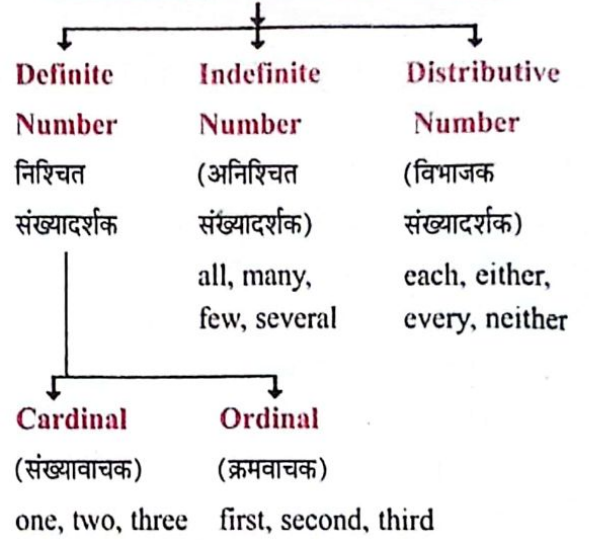 Definite
Number
निश्चित
संख्यादर्शक
Indefinite
Number
(अनिश्चित
संख्यादर्शक)
all, many,
few, several
Distributive
Number
(विभाजक
संख्यादर्शक)
each, either,
every, neither
Cardinal
(संख्यावाचक)
one, two, three
Ordinal
(क्रमवाचक)
first, second, third